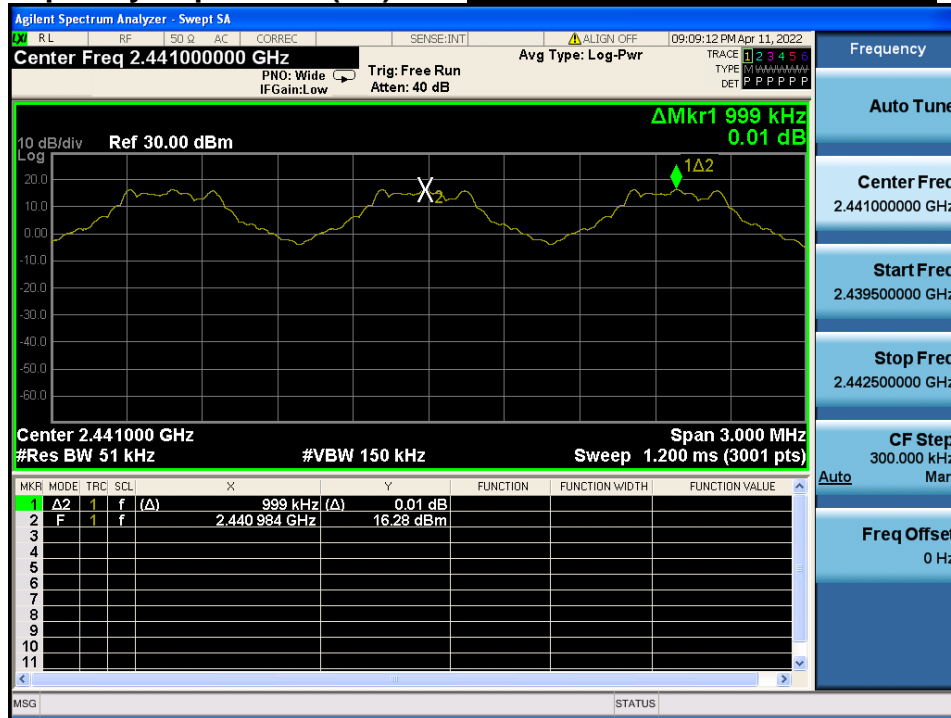 Agilent Spectrum Analyzer - Swept SA
LXI RL RF 50 Ω AC CORREC SENSE:INT ALIGN OFF 09:09:12 PM Apr 11, 2022
Center Freq 2.441000000 GHz
PNO: Wide
IFGain:Low
Trig: Free Run
Atten: 40 dB
Avg Type: Log-Pwr
TRACE 1 2 3 4 5 6
TYPE M
DET P P P P P P
ΔMkr1 999 kHz
0.01 dB
10 dB/div Ref 30.00 dBm
Log
1Δ2
20.0
X2
10.0
0.00
-10.0
-20.0
-30.0
-40.0
-50.0
-60.0
Center 2.441000 GHz Span 3.000 MHz
#Res BW 51 kHz #VBW 150 kHz Sweep 1.200 ms (3001 pts)
MKR MODE TRC SCL X Y FUNCTION FUNCTION WIDTH FUNCTION VALUE
1 Δ2 1 f (Δ) 999 kHz (Δ) 0.01 dB
2 F 1 f 2.440 984 GHz 16.28 dBm
3
4
5
6
7
8
9
10
11
MSG STATUS
Frequency
Auto Tune
Center Freq
2.441000000 GHz
Start Freq
2.439500000 GHz
Stop Freq
2.442500000 GHz
CF Step
300.000 kHz
Auto Man
Freq Offset
0 Hz